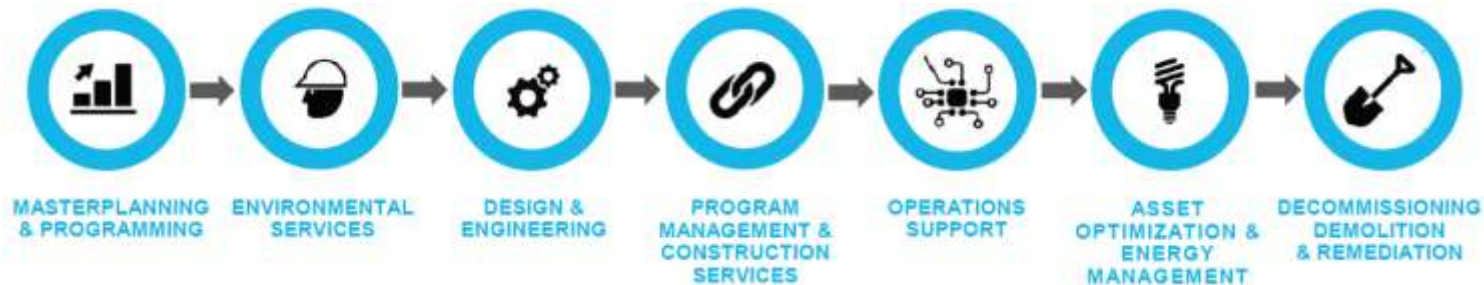 MASTERPLANNING
& PROGRAMMING
ENVIRONMENTAL
SERVICES
DESIGN &
ENGINEERING
PROGRAM
MANAGEMENT &
CONSTRUCTION
SERVICES
OPERATIONS
SUPPORT
ASSET
OPTIMIZATION &
ENERGY
MANAGEMENT
DECOMMISSIONING
DEMOLITION
& REMEDIATION